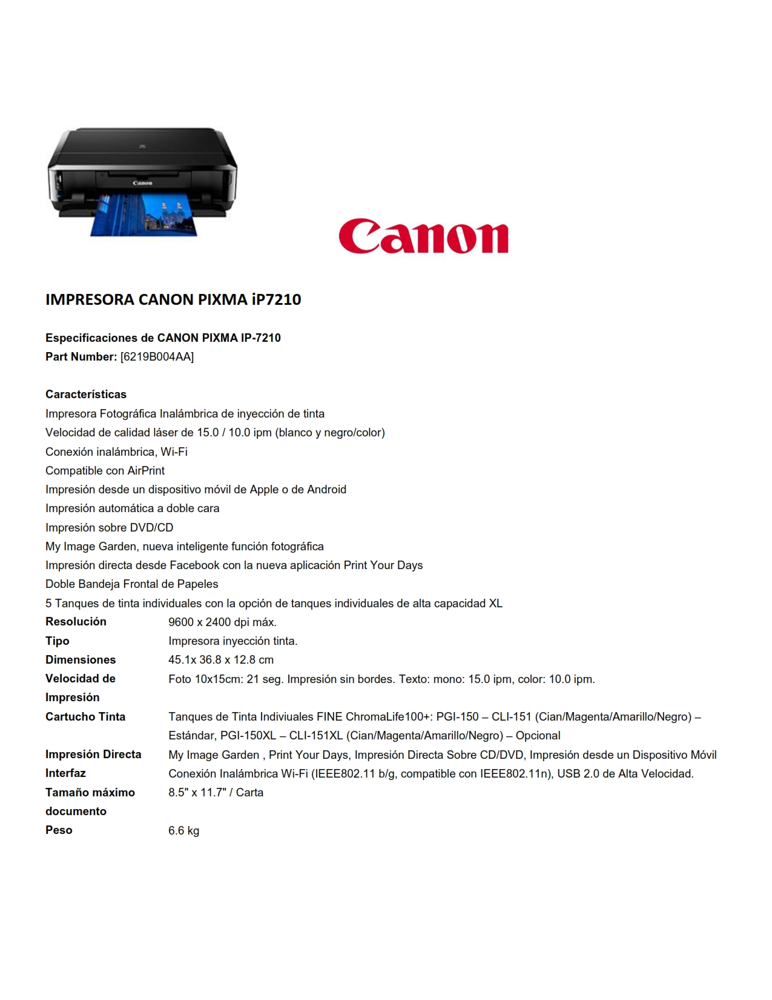 Canon
Canon
IMPRESORA CANON PIXMA iP7210
Especificaciones de CANON PIXMA IP-7210
Part Number: [6219B004AA]
Características
Impresora Fotográfica Inalámbrica de inyección de tinta
Velocidad de calidad láser de 15.0 / 10.0 ipm (blanco y negro/color)
Conexión inalámbrica, Wi-Fi
Compatible con AirPrint
Impresión desde un dispositivo móvil de Apple o de Android
Impresión automática a doble cara
Impresión sobre DVD/CD
My Image Garden, nueva inteligente función fotográfica
Impresión directa desde Facebook con la nueva aplicación Print Your Days
Doble Bandeja Frontal de Papeles
5 Tanques de tinta individuales con la opción de tanques individuales de alta capacidad XL
Resolución 9600 x 2400 dpi máx.
Tipo Impresora inyección tinta.
Dimensiones 45.1x 36.8 x 12.8 cm
Velocidad de Foto 10x15cm: 21 seg. Impresión sin bordes. Texto: mono: 15.0 ipm, color: 10.0 ipm.
Impresión
Cartucho Tinta Tanques de Tinta Indiviuales FINE ChromaLife100+: PGI-150 – CLI-151 (Cian/Magenta/Amarillo/Negro) –
Estándar, PGI-150XL – CLI-151XL (Cian/Magenta/Amarillo/Negro) – Opcional
Impresión Directa My Image Garden , Print Your Days, Impresión Directa Sobre CD/DVD, Impresión desde un Dispositivo Móvil
Interfaz Conexión Inalámbrica Wi-Fi (IEEE802.11 b/g, compatible con IEEE802.11n), USB 2.0 de Alta Velocidad.
Tamaño máximo 8.5" x 11.7" / Carta
documento
Peso 6.6 kg